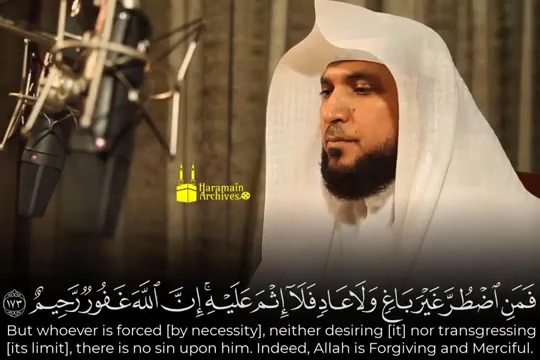 Haramain
Archives
فَمَنِ ٱضْطُرَّ غَيْرَ بَاغٍ وَلَا عَادٍ فَلَآ إِثْمَ عَلَيْهِ ۚ إِنَّ ٱللَّهَ غَفُورٌ رَّحِيمٌ ١٧٣
But whoever is forced [by necessity], neither desiring [it] nor transgressing
[its limit], there is no sin upon him. Indeed, Allah is Forgiving and Merciful.